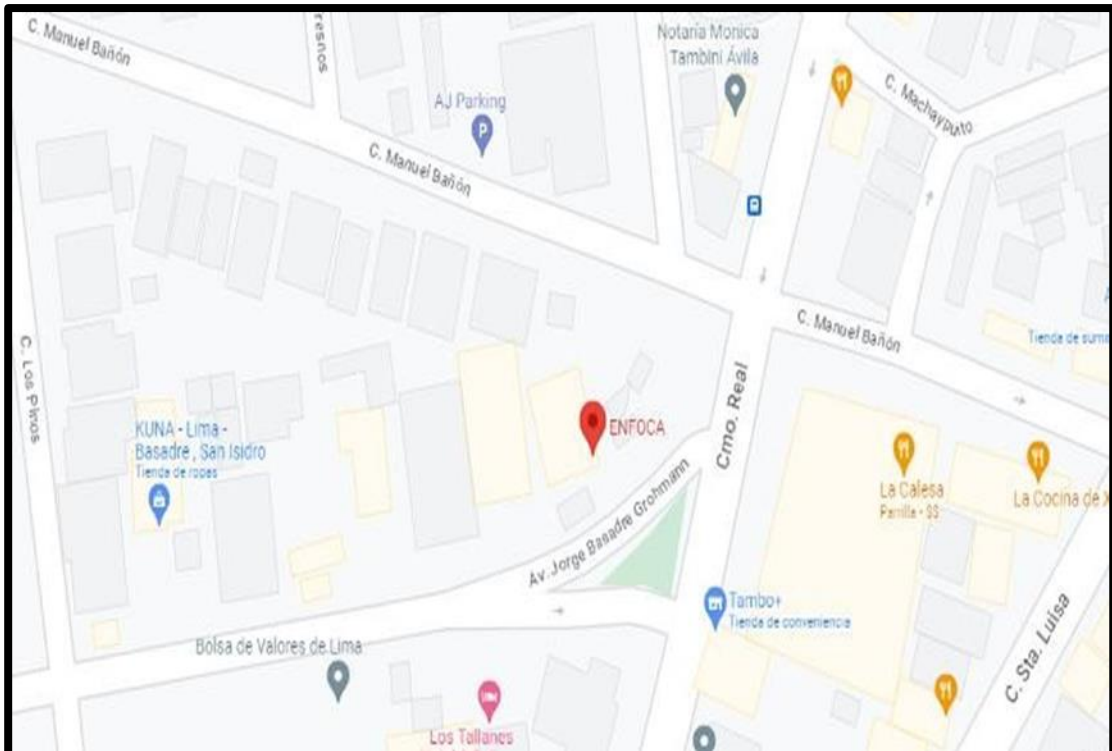 C. Manuel Bañón
resnos
Notaría Monica
Tambini Ávila
AJ Parking
C. Machaypuito
C. Manuel Bañón
C. Manuel Bañón
Tienda de sumi
C. Los Pinos
KUNA - Lima -
Basadre , San Isidro
Tienda de ropas
ENFOCA
Cmo. Real
La Calesa
Parrilla - $$
La Cocina de X
Av. Jorge Basadre Grohmann
Tambo+
Tienda de conveniencia
C. Sta. Luisa
Bolsa de Valores de Lima
Los Tallanes